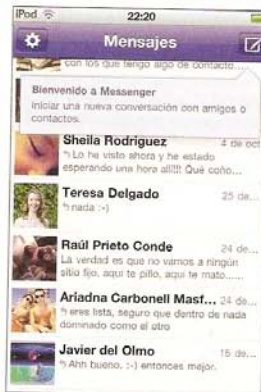 iPod 22:20
Mensajes
con los que tengo algo de contacto....
Bienvenido a Messenger
Iniciar una nueva conversación con amigos o
contactos.
Sheila Rodriguez 4 de oct
Lo he visto ahora y he estado
esperando una hora alli!!! Qué coño...
Teresa Delgado 25 de...
nada :-)
Raúl Prieto Conde 24 de...
La verdad es que no vamos a ningún
sitio fijo, aqui te pillo, aqui te mato......
Ariadna Carbonell Masf... 24 de...
eres lista, seguro que dentro de nada
dominado como el otro
Javier del Olmo 15 de...
Ahh bueno. :-) entonces mejor.